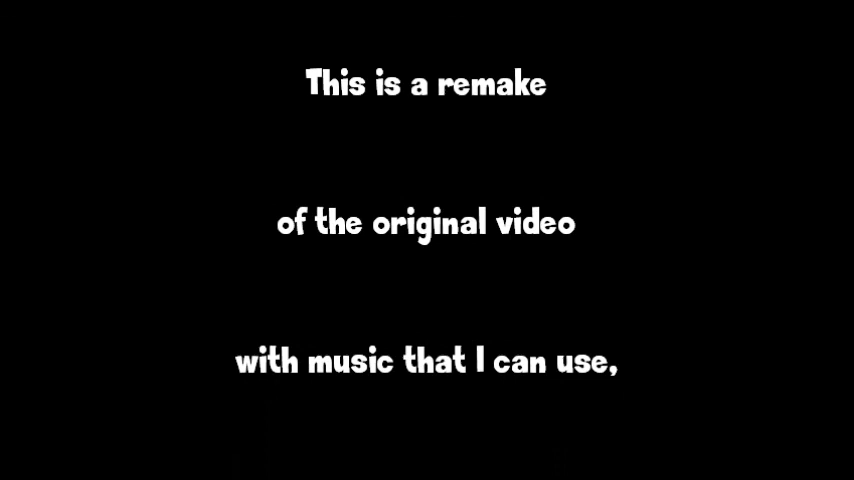 This is a remake
of the original video
with music that I can use,